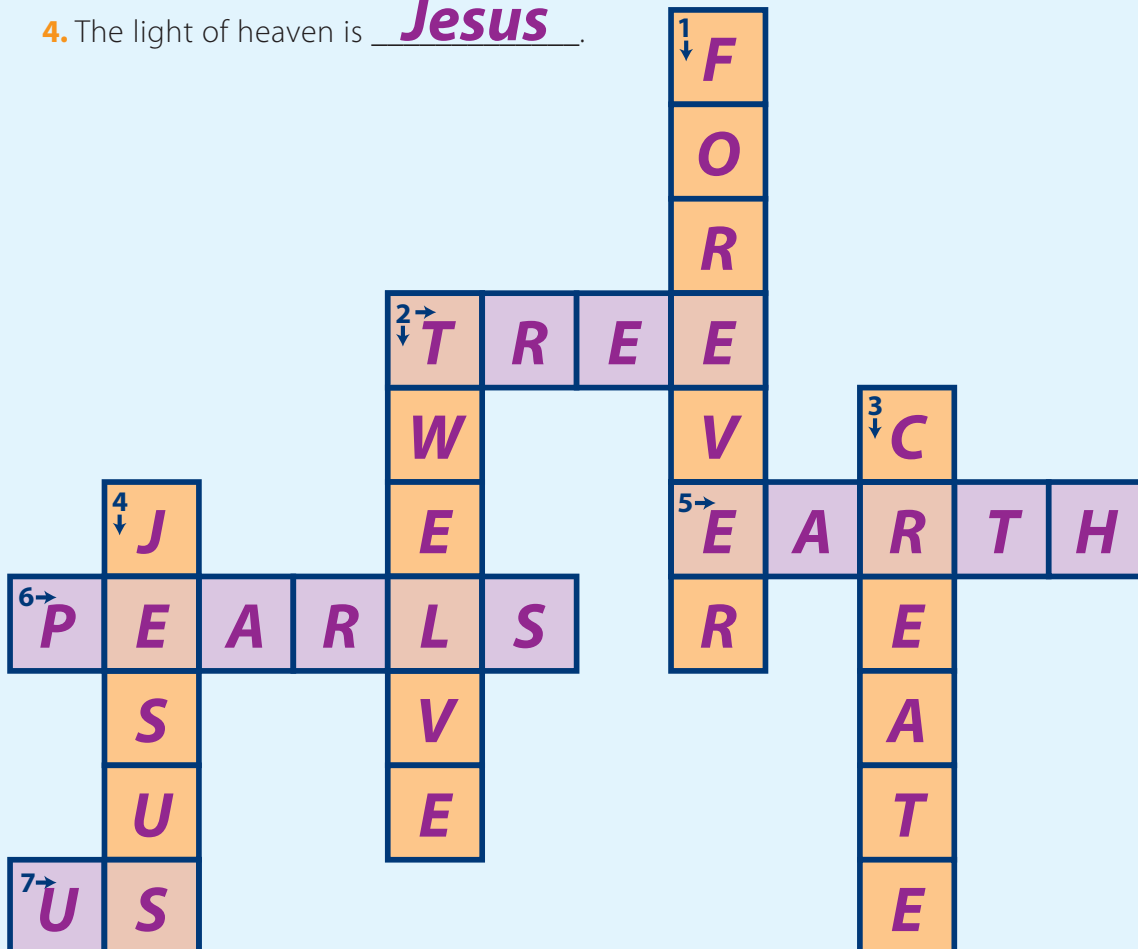 4. The light of heaven is Jesus.
1
F
O
R
2 T R E E
W V 3 C
4 J E 5 E A R T H
6 P E A R L S R E
S V A
U E T
7 U S E